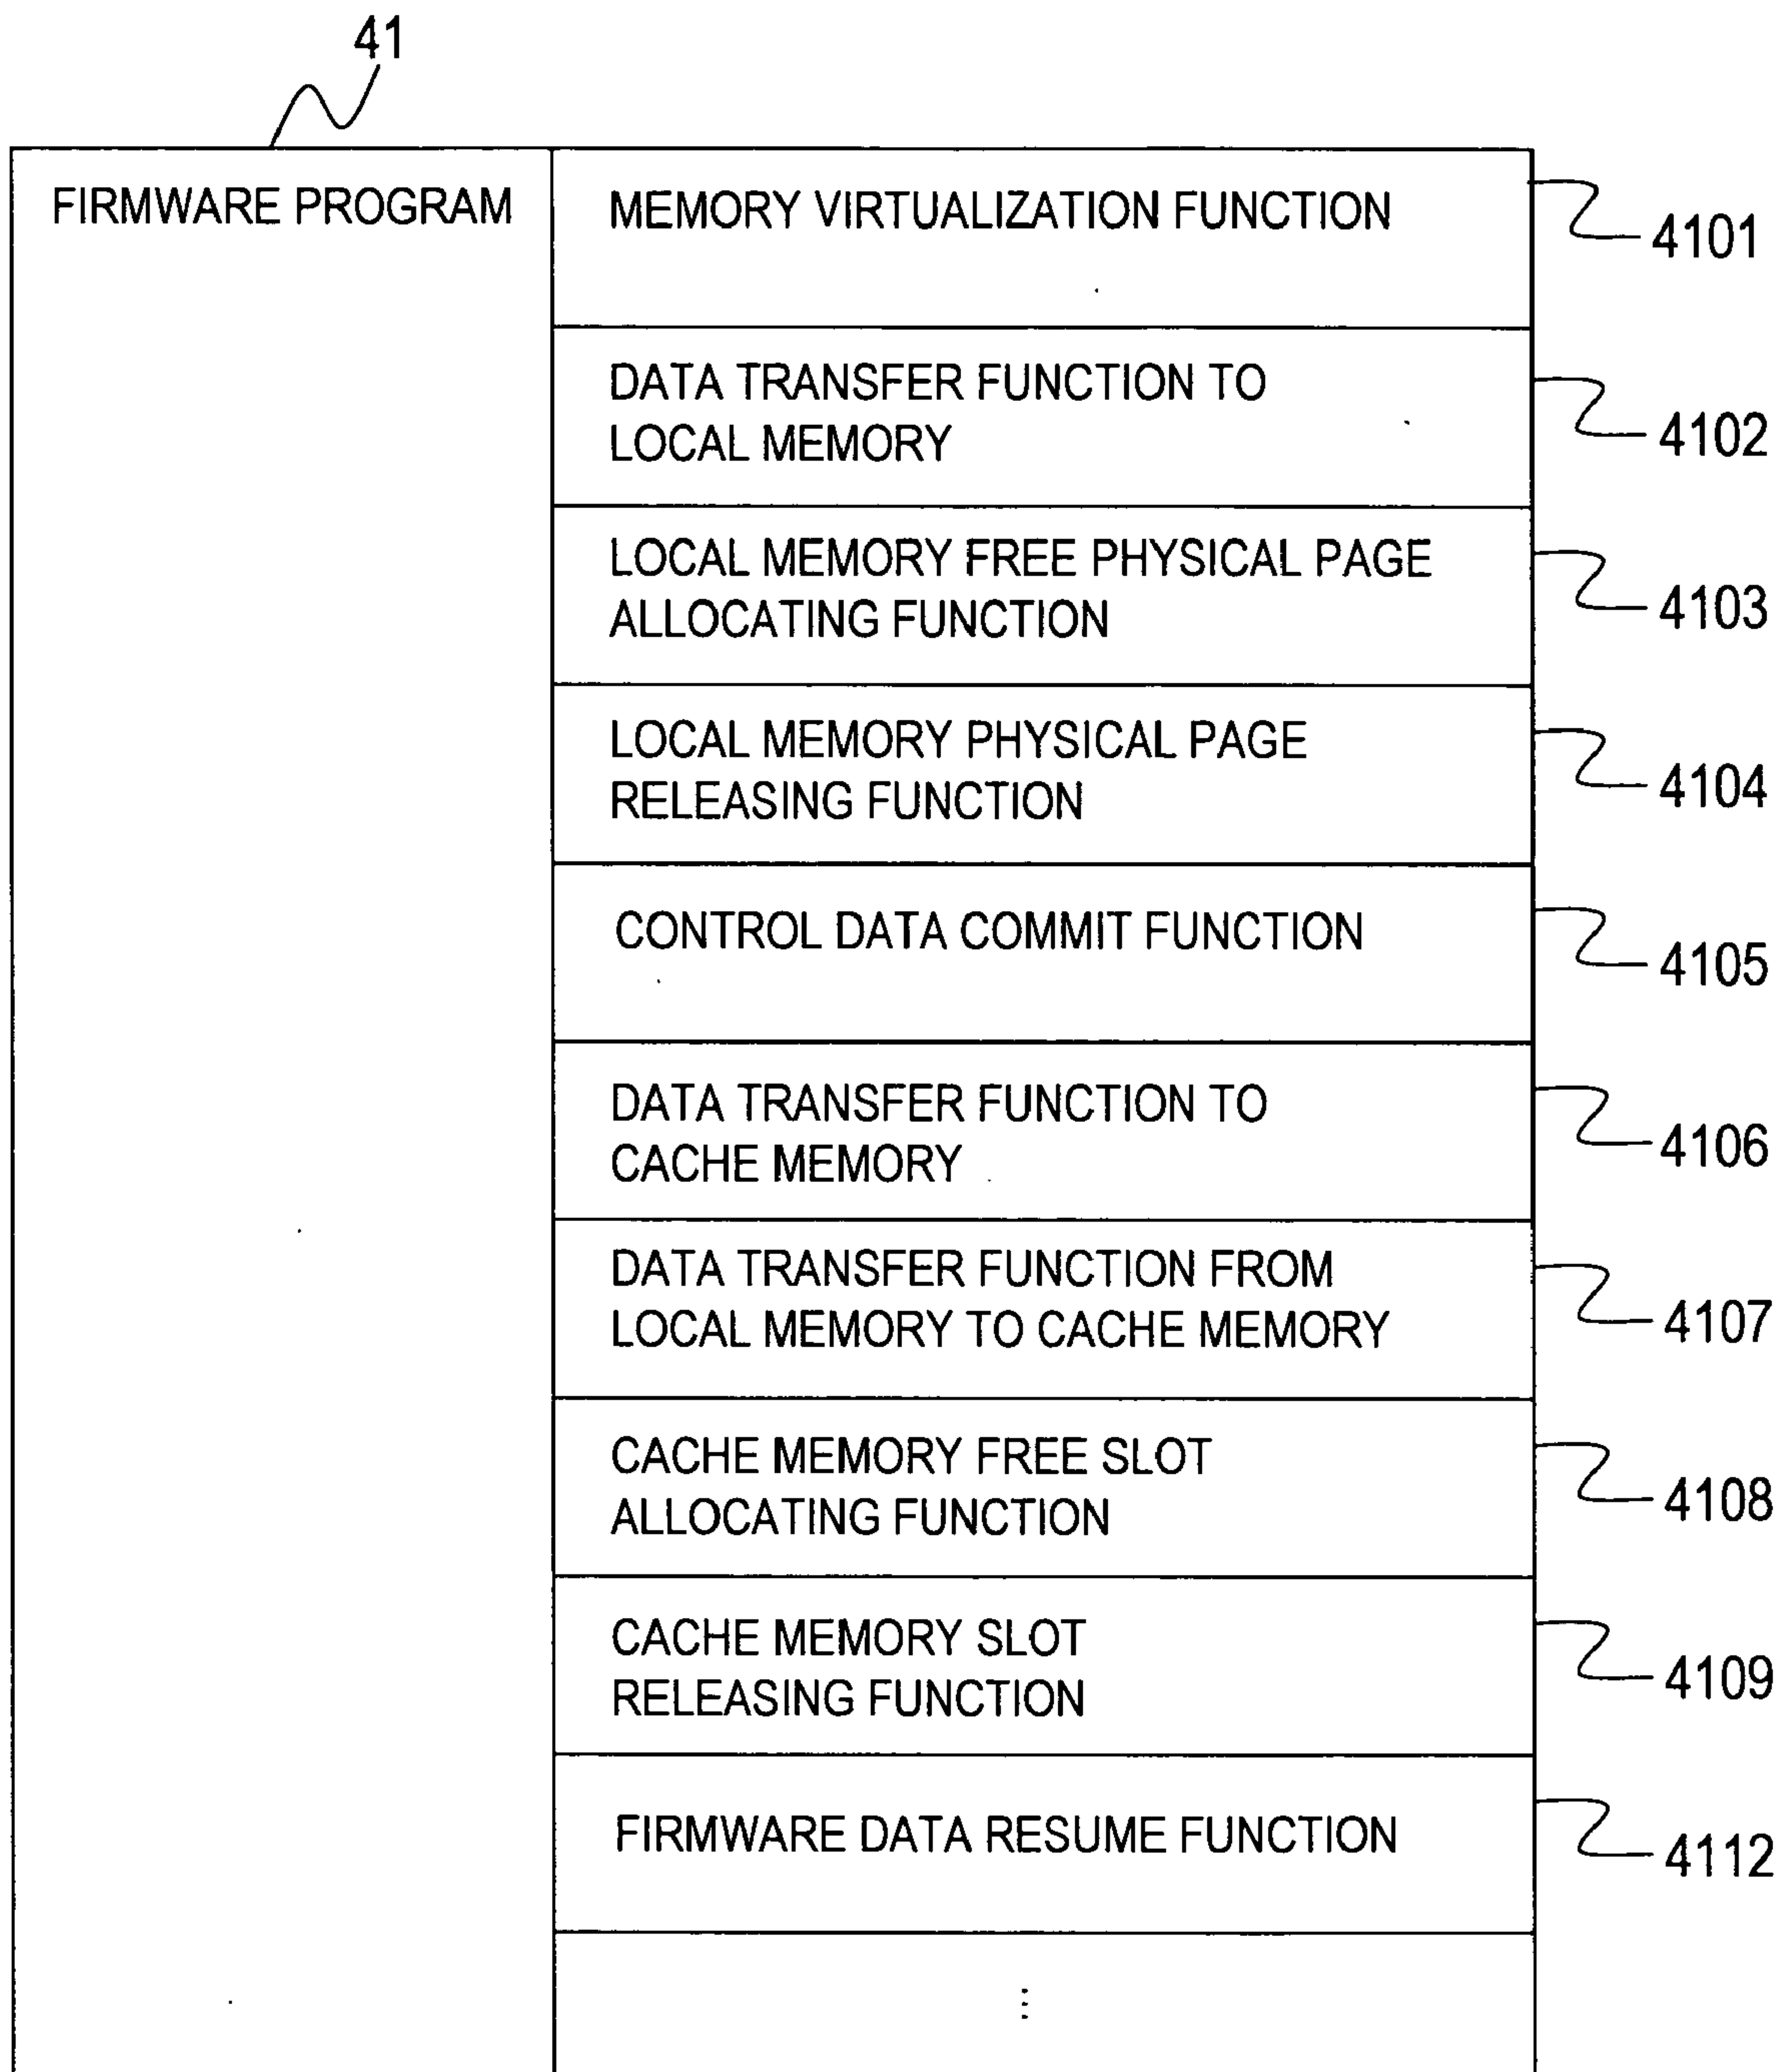 41
FIRMWARE PROGRAM
MEMORY VIRTUALIZATION FUNCTION
4101
DATA TRANSFER FUNCTION TO
LOCAL MEMORY
4102
LOCAL MEMORY FREE PHYSICAL PAGE
ALLOCATING FUNCTION
4103
LOCAL MEMORY PHYSICAL PAGE
RELEASING FUNCTION
4104
CONTROL DATA COMMIT FUNCTION
4105
DATA TRANSFER FUNCTION TO
CACHE MEMORY
4106
DATA TRANSFER FUNCTION FROM
LOCAL MEMORY TO CACHE MEMORY
4107
CACHE MEMORY FREE SLOT
ALLOCATING FUNCTION
4108
CACHE MEMORY SLOT
RELEASING FUNCTION
4109
FIRMWARE DATA RESUME FUNCTION
4112
⋮